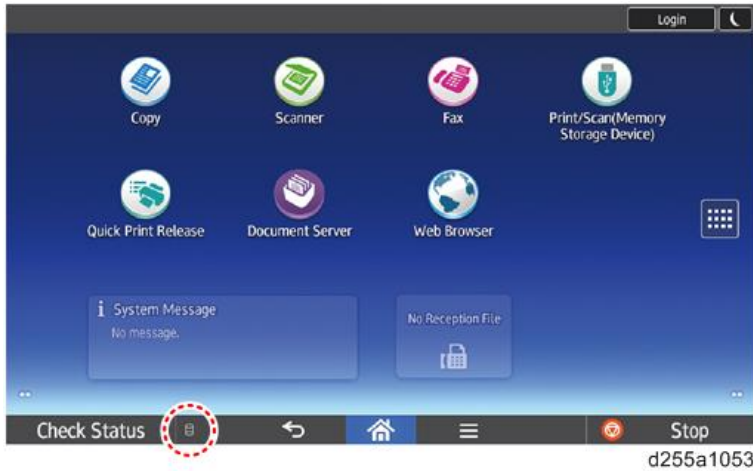 Login
Copy
Scanner
Fax
Print/Scan(Memory
Storage Device)
Quick Print Release
Document Server
Web Browser
i System Message
No message.
No Reception File
Check Status
Stop
d255a1053